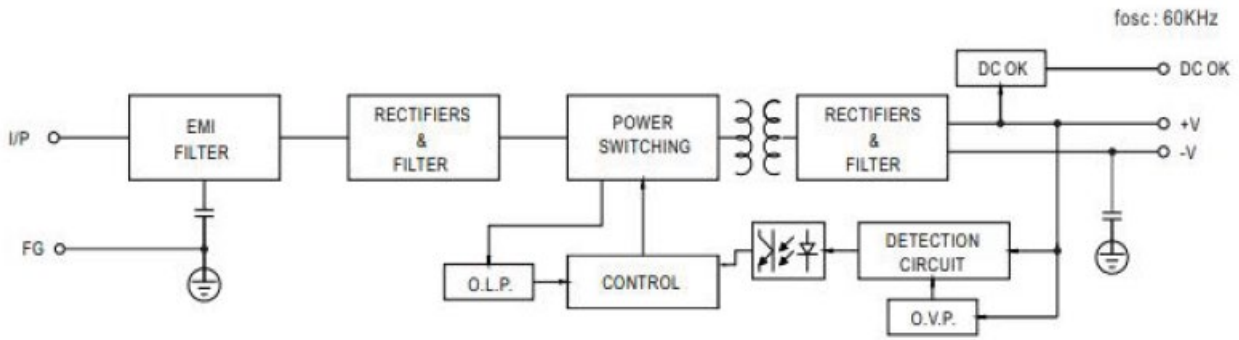 fosc : 60KHz
DC OK
DC OK
I/P
EMI
FILTER
RECTIFIERS
&
FILTER
POWER
SWITCHING
RECTIFIERS
&
FILTER
+V
-V
FG
O.L.P.
CONTROL
DETECTION
CIRCUIT
O.V.P.